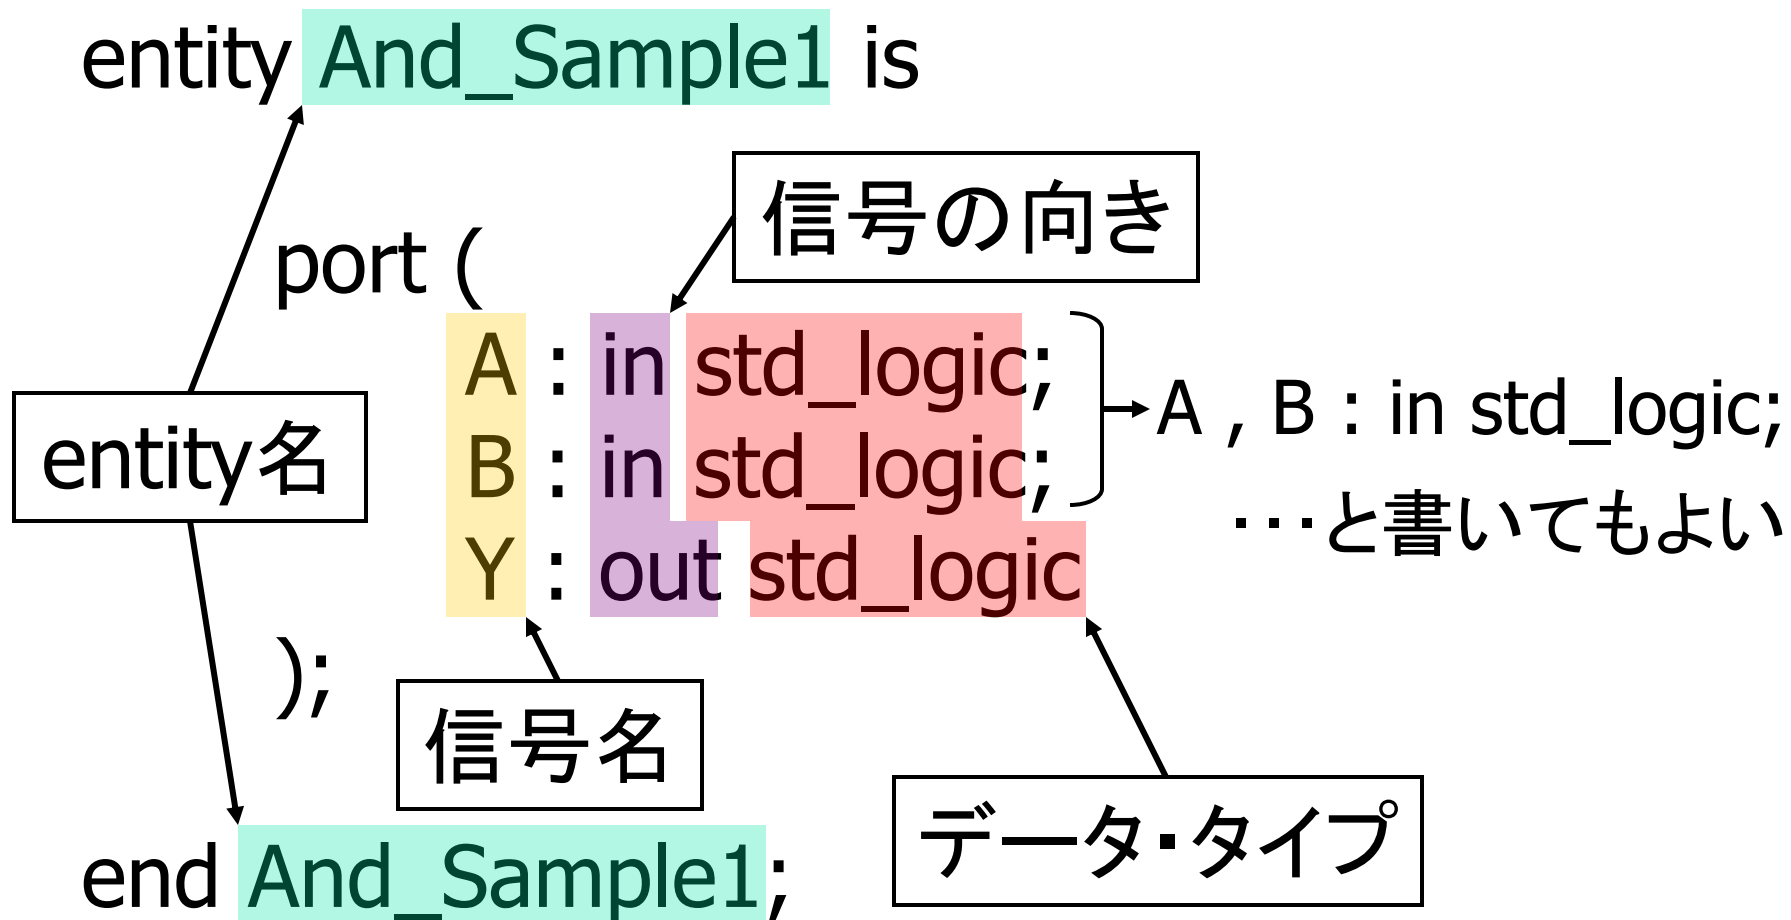 entity And_Sample1 is
信号の向き
port (
A : in std_logic;
B : in std_logic;
Y : out std_logic
A , B : in std_logic;
・・・と書いてもよい
entity名
);
信号名
データ・タイプ
end And_Sample1;